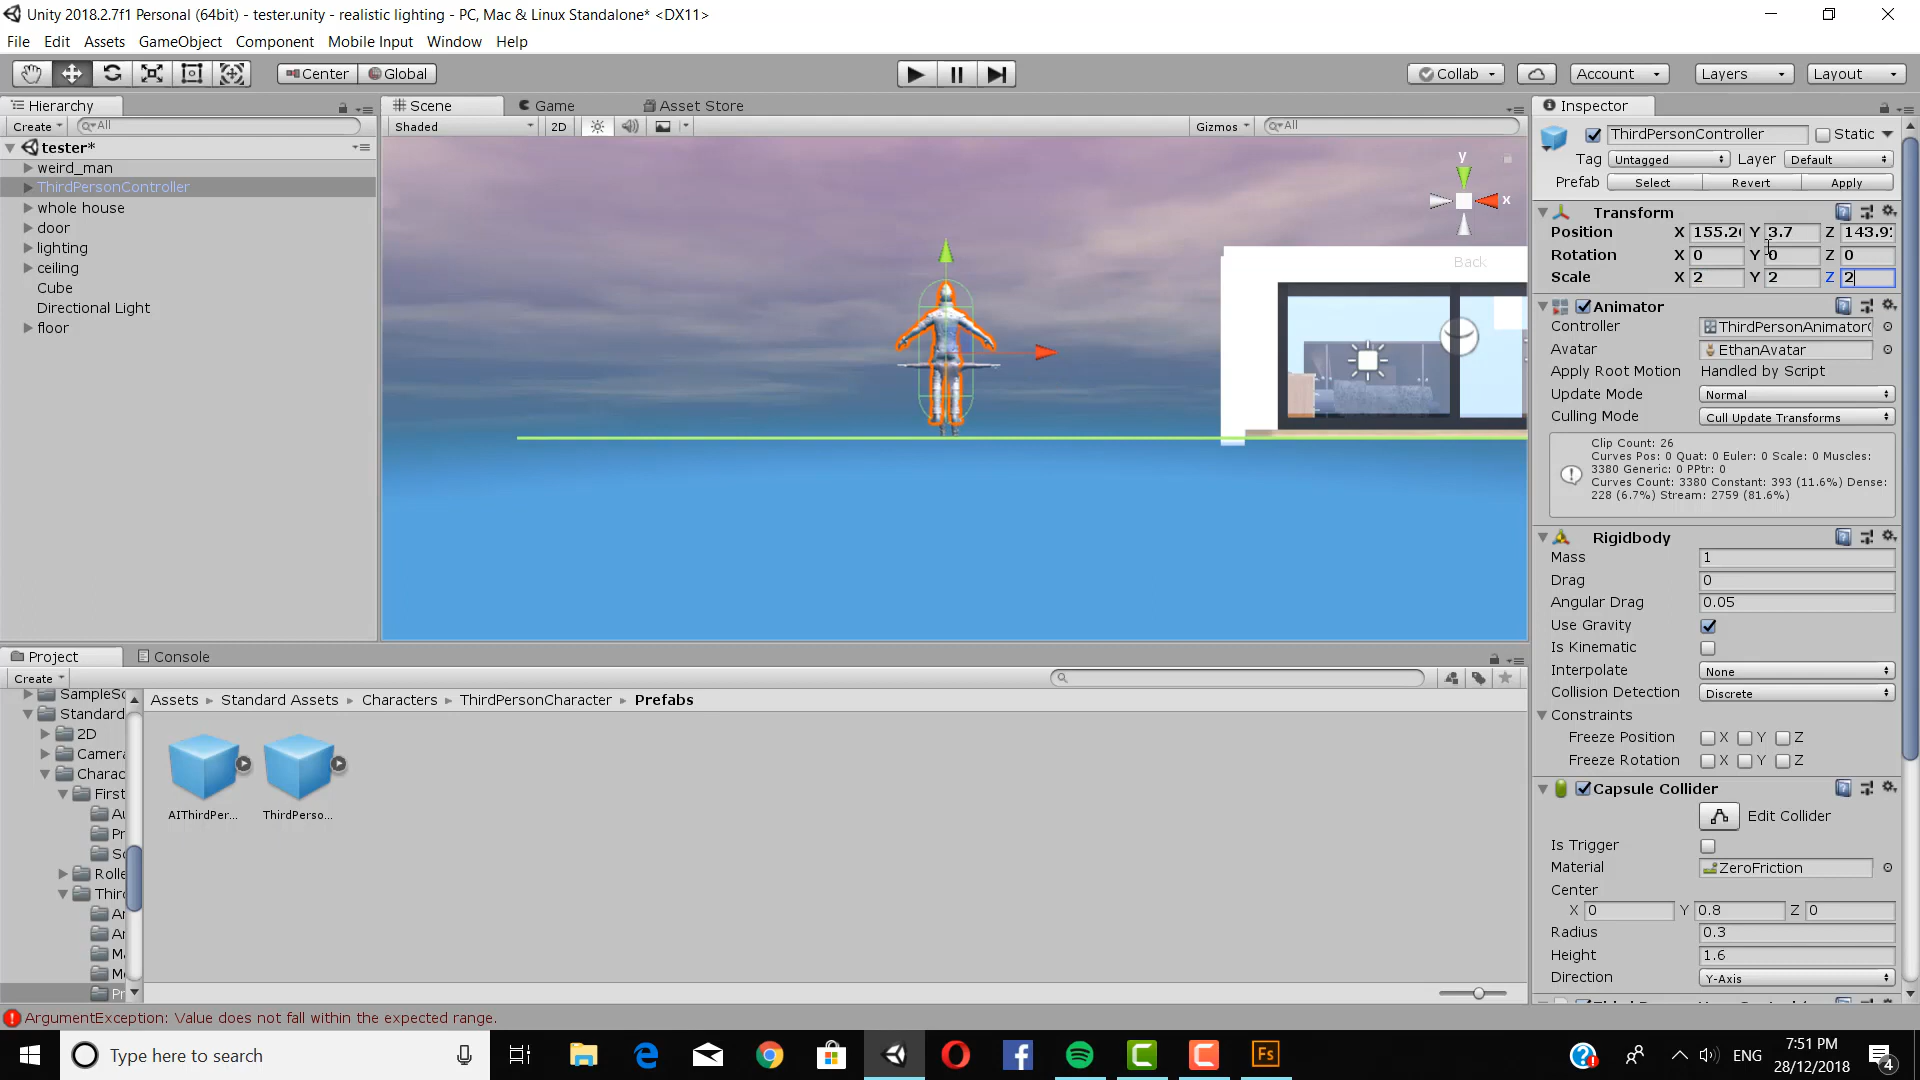 Unity 2018.2.7f1 Personal (64bit) - tester.unity - realistic lighting - PC, Mac & Linux Standalone* <DX11>
File Edit Assets GameObject Component Mobile Input Window Help
Center Global Collab Account Layers Layout
Hierarchy Scene Game Asset Store Inspector
Create All Shaded 2D Gizmos All
tester*
weird_man
ThirdPersonController
whole house
door
lighting
ceiling
Cube
Directional Light
floor
y
x
Back
ThirdPersonController Static
Tag Untagged Layer Default
Prefab Select Revert Apply
Transform
Position X 155.2 Y 3.7 Z 143.9
Rotation X 0 Y 0 Z 0
Scale X 2 Y 2 Z 2
Animator
Controller ThirdPersonAnimator
Avatar EthanAvatar
Apply Root Motion Handled by Script
Update Mode Normal
Culling Mode Cull Update Transforms
Clip Count: 26
Curves Pos: 0 Quat: 0 Euler: 0 Scale: 0 Muscles:
3380 Generic: 0 PPtr: 0
Curves Count: 3380 Constant: 393 (11.6%) Dense:
228 (6.7%) Stream: 2759 (81.6%)
Rigidbody
Mass 1
Drag 0
Angular Drag 0.05
Use Gravity
Is Kinematic
Interpolate None
Collision Detection Discrete
Constraints
Freeze Position X Y Z
Freeze Rotation X Y Z
Capsule Collider
Edit Collider
Is Trigger
Material ZeroFriction
Center
X 0 Y 0.8 Z 0
Radius 0.3
Height 1.6
Direction Y-Axis
Project Console
Create
SampleSc
Standard
2D
Camera
Charac
First
Au
Pr
Sc
Rolle
Thir
Ar
Ar
Ma
Mo
Pr
Assets Standard Assets Characters ThirdPersonCharacter Prefabs
AIThirdPer... ThirdPerso...
ArgumentException: Value does not fall within the expected range.
Type here to search
Fs
ENG
7:51 PM
28/12/2018
4